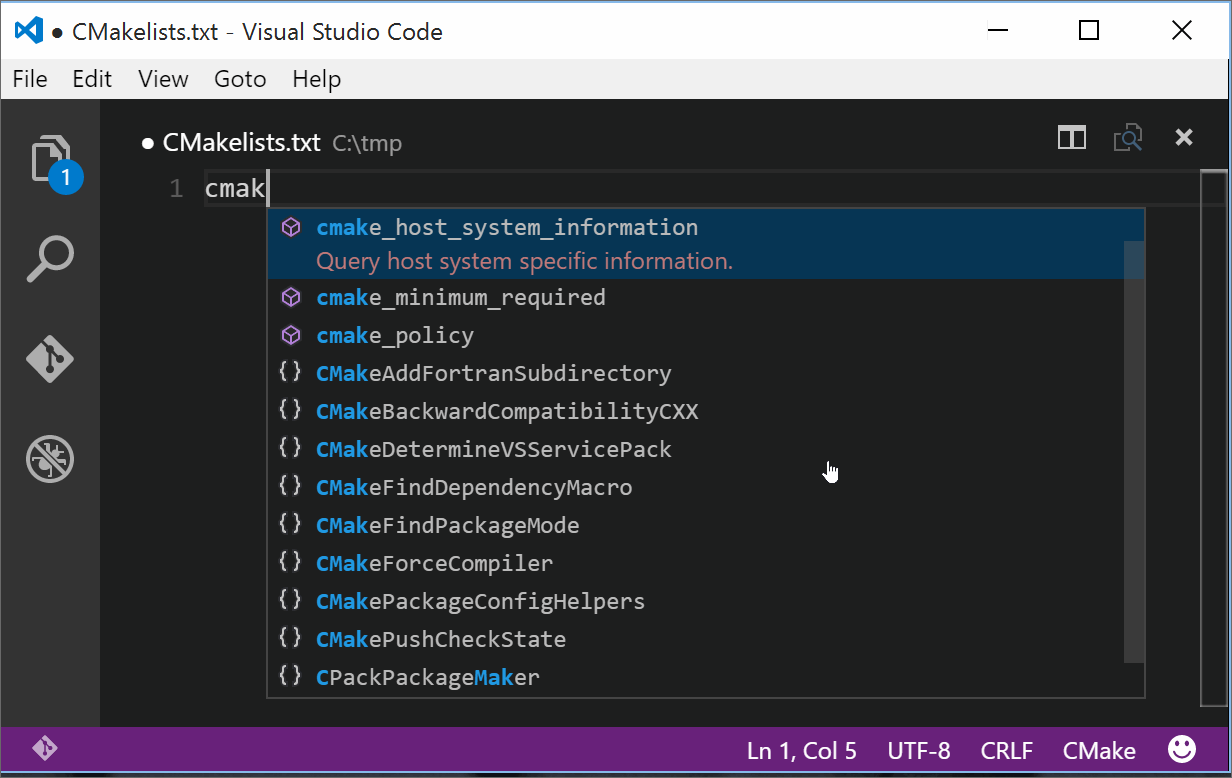 ● CMakelists.txt - Visual Studio Code
File Edit View Goto Help
● CMakelists.txt C:\tmp
1
1 cmak
cmake_host_system_information
Query host system specific information.
cmake_minimum_required
cmake_policy
{} CMakeAddFortranSubdirectory
{} CMakeBackwardCompatibilityCXX
{} CMakeDetermineVSServicePack
{} CMakeFindDependencyMacro
{} CMakeFindPackageMode
{} CMakeForceCompiler
{} CMakePackageConfigHelpers
{} CMakePushCheckState
{} CPackPackageMaker
Ln 1, Col 5 UTF-8 CRLF CMake